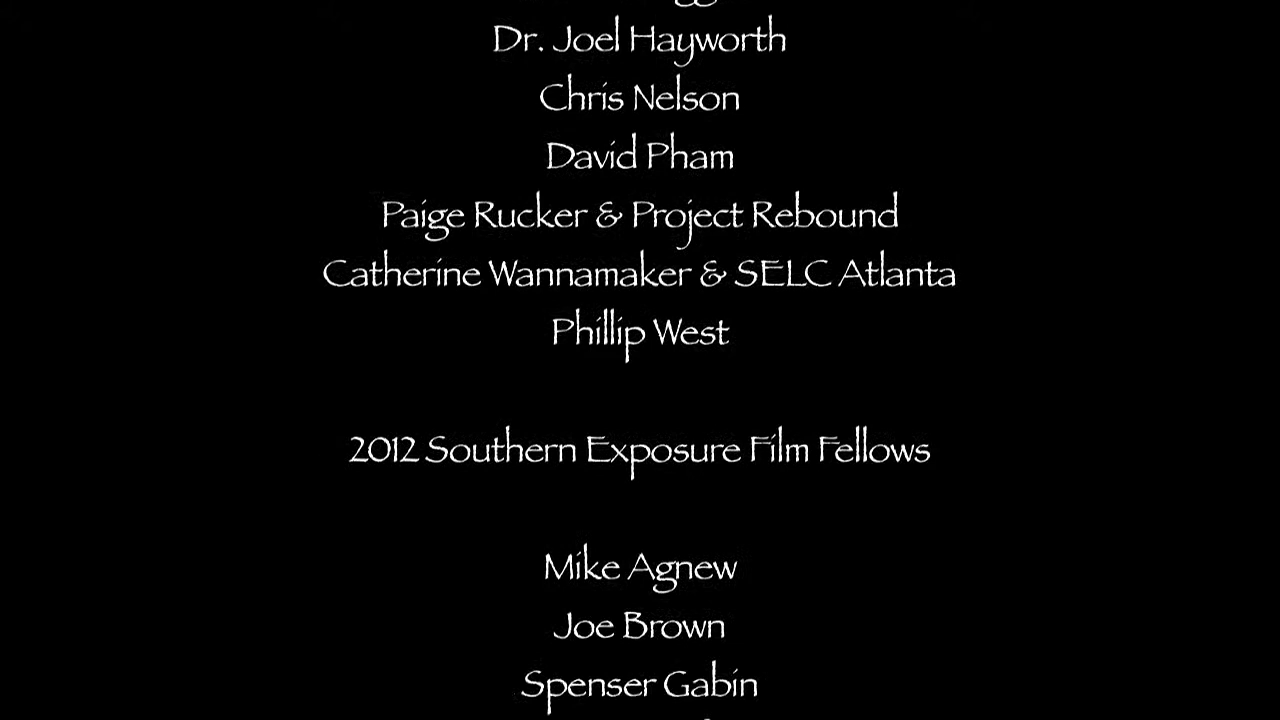 Dr. Joel Hayworth
Chris Nelson
David Pham
Paige Rucker & Project Rebound
Catherine Wannamaker & SELC Atlanta
Phillip West
2012 Southern Exposure Film Fellows
Mike Agnew
Joe Brown
Spenser Gabin